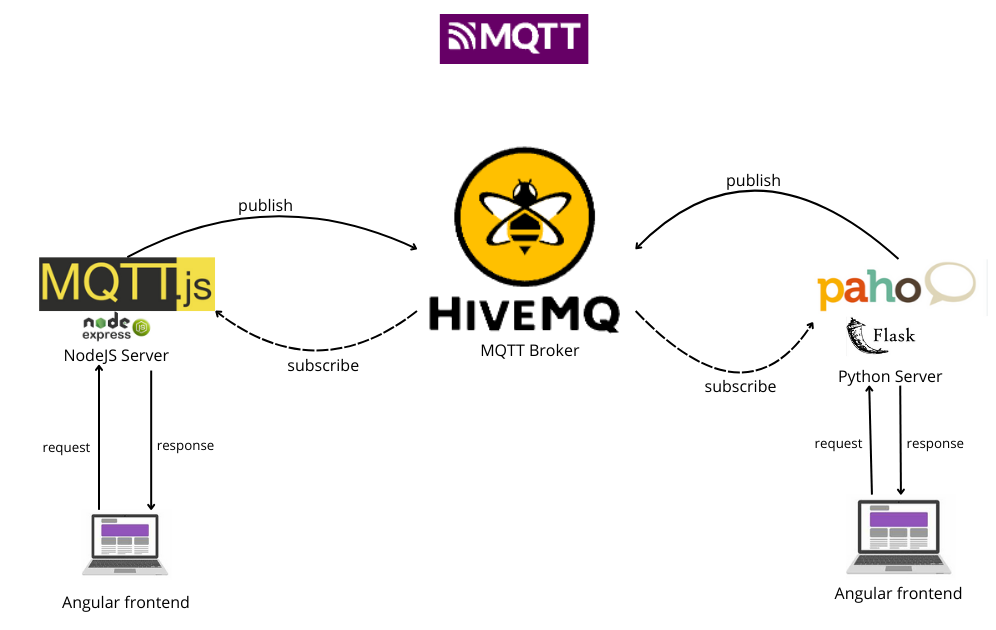 MQTT
publish
publish
MQTT.js
node
express
JS
NodeJS Server
HIVEMQ
MQTT Broker
paho
Flask
Python Server
subscribe
subscribe
request
response
request
response
Angular frontend
Angular frontend